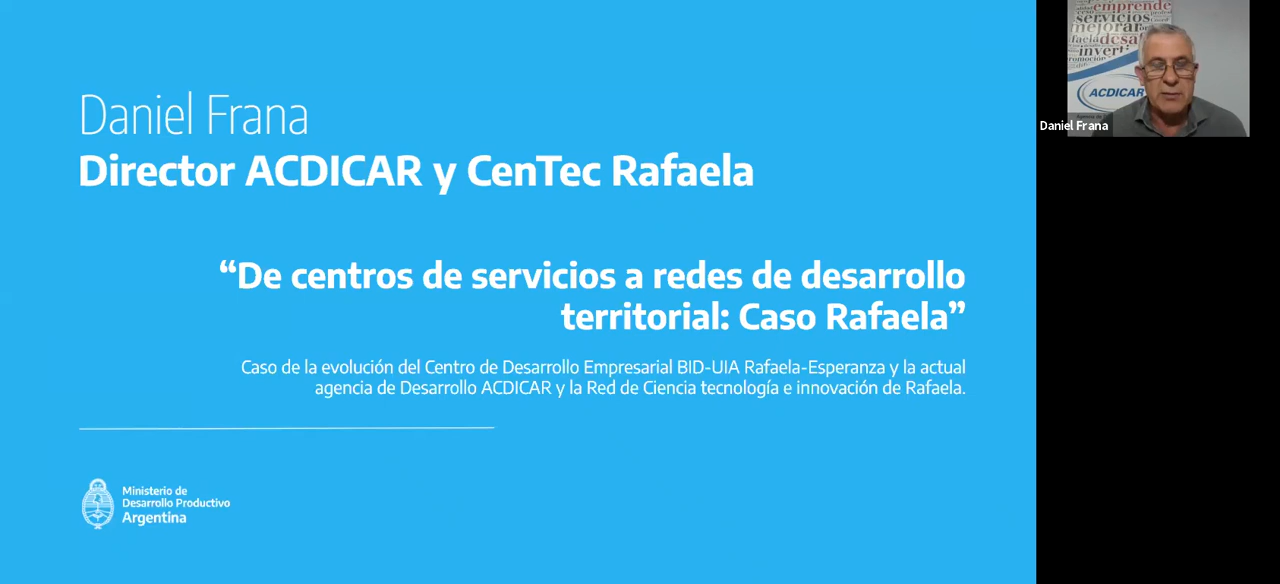 Daniel Frana
Director ACDICAR y CenTec Rafaela
“De centros de servicios a redes de desarrollo
territorial: Caso Rafaela”
Caso de la evolución del Centro de Desarrollo Empresarial BID-UIA Rafaela-Esperanza y la actual
agencia de Desarrollo ACDICAR y la Red de Ciencia tecnología e innovación de Rafaela.
Ministerio de
Desarrollo Productivo
Argentina
emprende
servicios
mejorar
desa
invert
ACDICAR
Daniel Frana